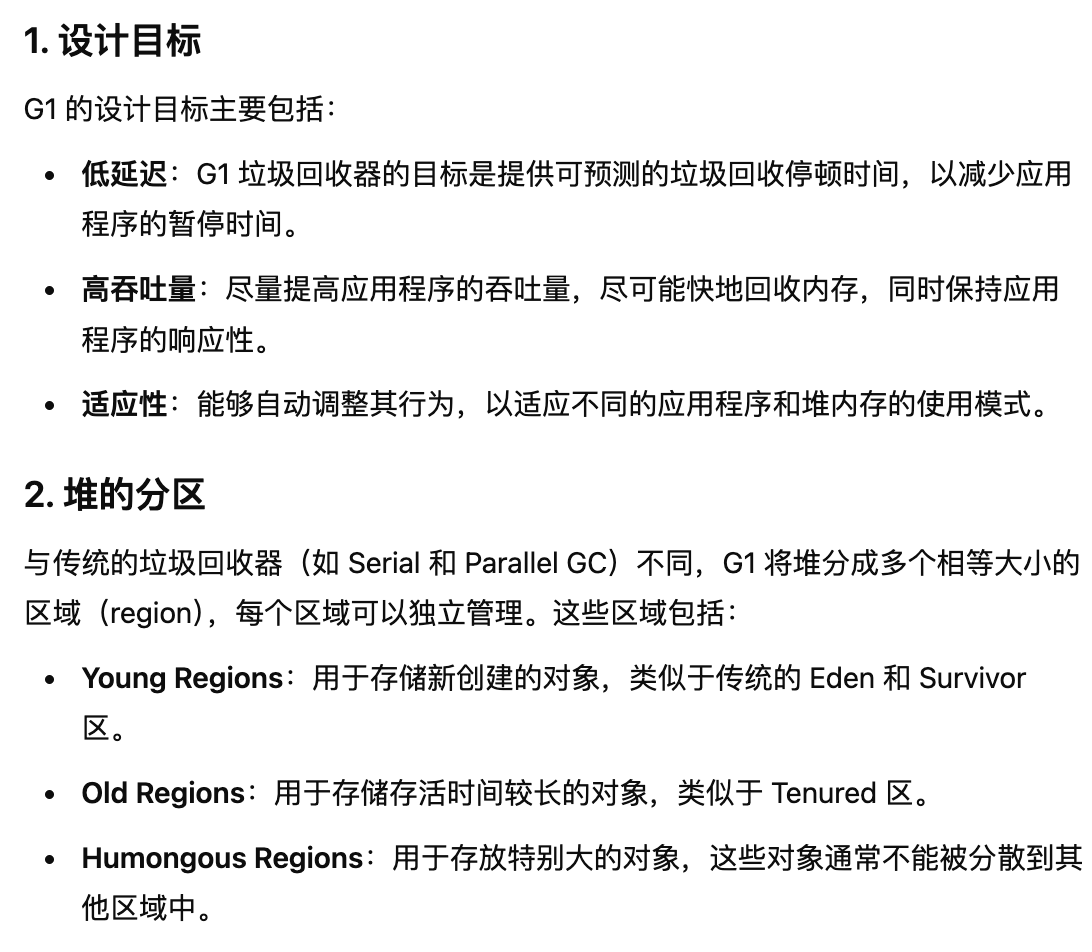 1. 设计目标
G1 的设计目标主要包括：
• 低延迟：G1 垃圾回收器的目标是提供可预测的垃圾回收停顿时间，以减少应用
程序的暂停时间。
• 高吞吐量：尽量提高应用程序的吞吐量，尽可能快地回收内存，同时保持应用
程序的响应性。
• 适应性：能够自动调整其行为，以适应不同的应用程序和堆内存的使用模式。
2. 堆的分区
与传统的垃圾回收器（如 Serial 和 Parallel GC）不同，G1 将堆分成多个相等大小的
区域（region），每个区域可以独立管理。这些区域包括：
• Young Regions：用于存储新创建的对象，类似于传统的 Eden 和 Survivor
区。
• Old Regions：用于存储存活时间较长的对象，类似于 Tenured 区。
• Humongous Regions：用于存放特别大的对象，这些对象通常不能被分散到其
他区域中。